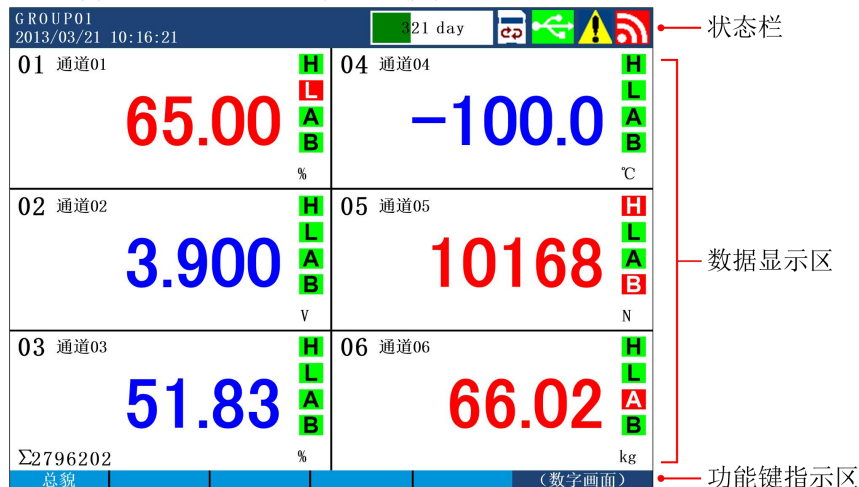 GROUP01
2013/03/21 10:16:21
321 day
状态栏
01 通道01
H
L
A
B
65.00
%
04 通道04
H
L
A
B
-100.0
℃
02 通道02
H
L
A
B
3.900
V
05 通道05
H
L
A
B
10168
N
数据显示区
03 通道03
H
L
A
B
51.83
Σ2796202
%
06 通道06
H
L
A
B
66.02
kg
总貌
(数字画面)
功能键指示区